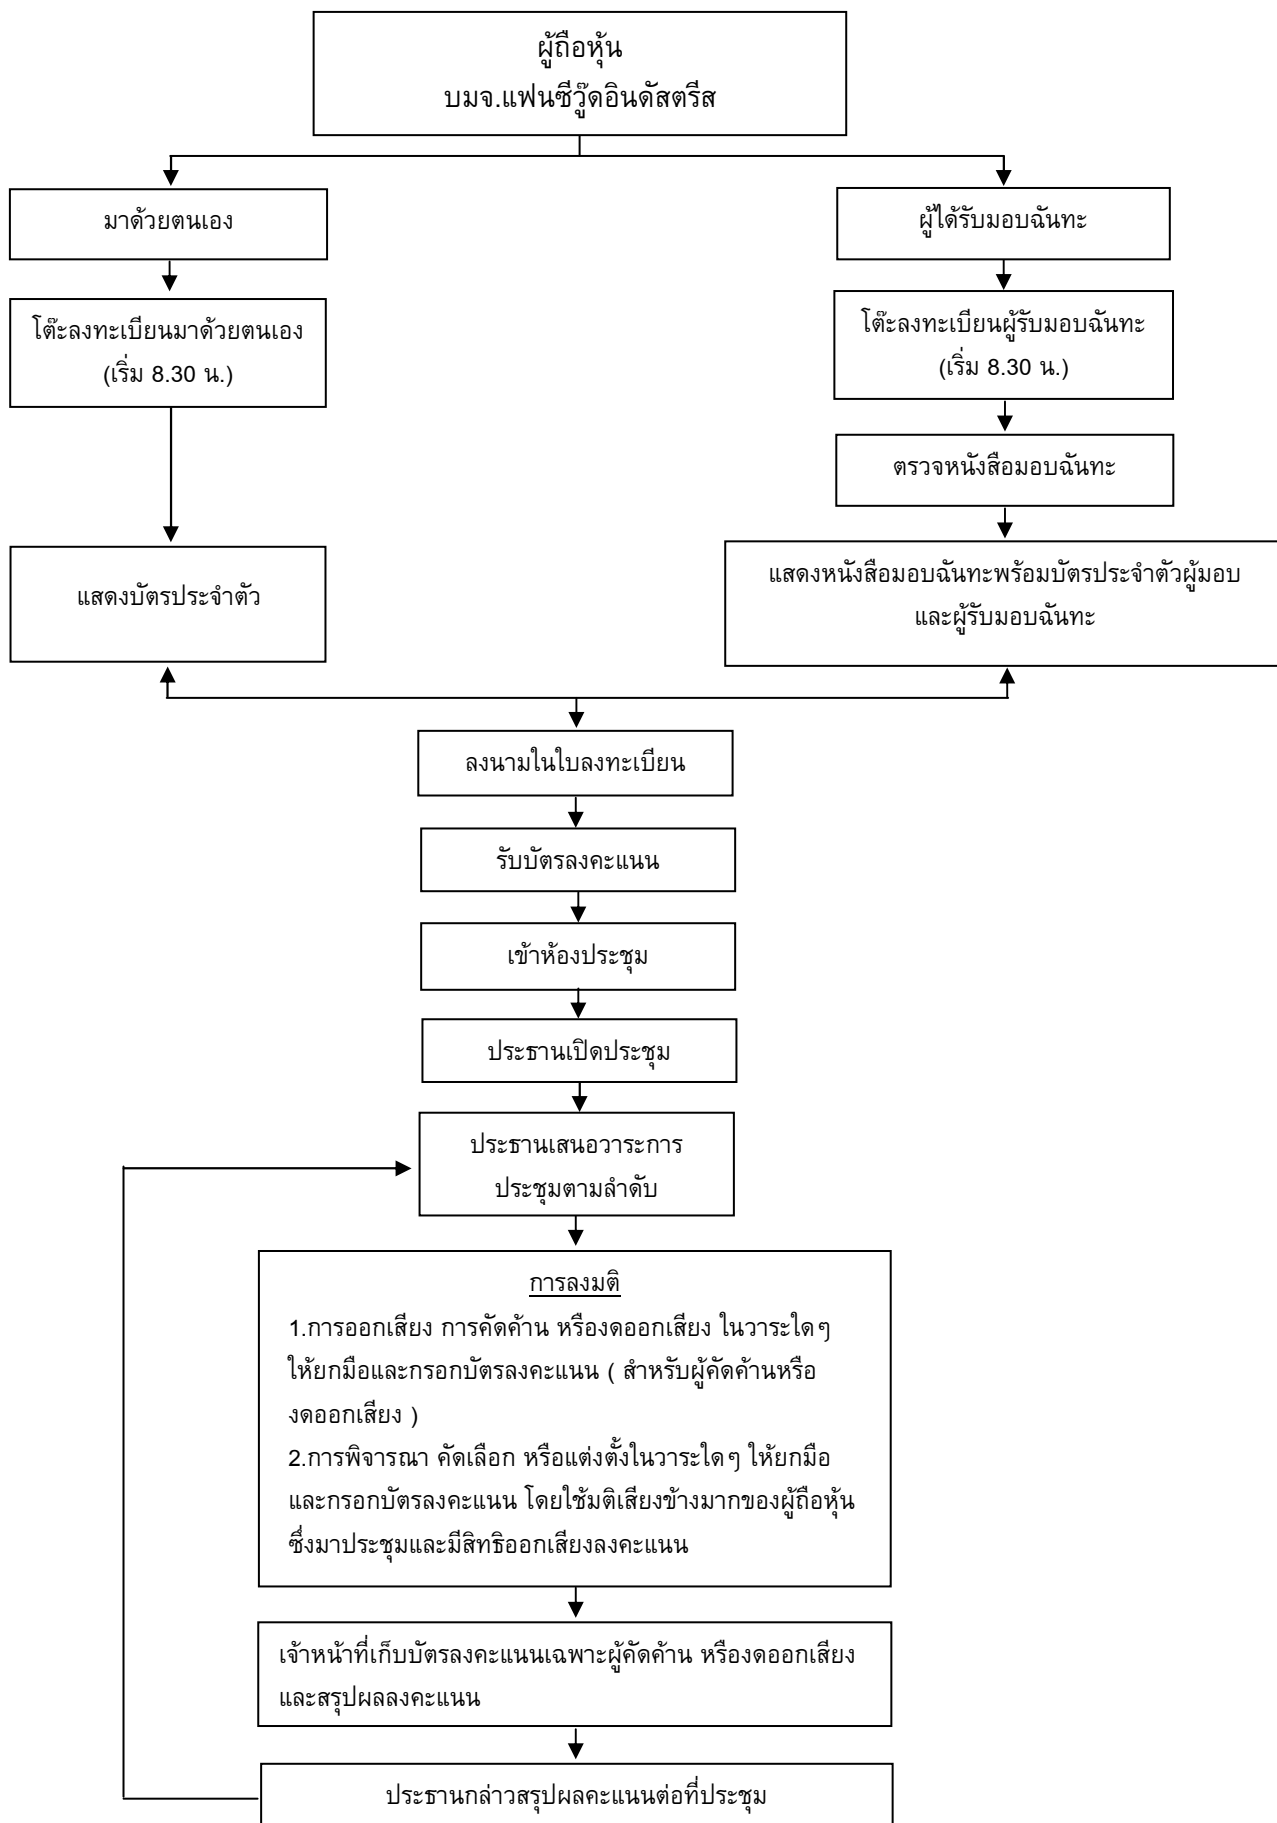 ผู้ถือหุ้น
บมจ.แฟนซีวู๊ดอินดัสตรีส
มาด้วยตนเอง
ผู้ได้รับมอบฉันทะ
โต๊ะลงทะเบียนมาด้วยตนเอง
(เริ่ม 8.30 น.)
โต๊ะลงทะเบียนผู้รับมอบฉันทะ
(เริ่ม 8.30 น.)
ตรวจหนังสือมอบฉันทะ
แสดงบัตรประจำตัว
แสดงหนังสือมอบฉันทะพร้อมบัตรประจำตัวผู้มอบ
และผู้รับมอบฉันทะ
ลงนามในใบลงทะเบียน
รับบัตรลงคะแนน
เข้าห้องประชุม
ประธานเปิดประชุม
ประธานเสนอวาระการ
ประชุมตามลำดับ
การลงมติ
1.การออกเสียง การคัดค้าน หรืองดออกเสียง ในวาระใดๆ
ให้ยกมือและกรอกบัตรลงคะแนน ( สำหรับผู้คัดค้านหรือ
งดออกเสียง )
2.การพิจารณา คัดเลือก หรือแต่งตั้งในวาระใดๆ ให้ยกมือ
และกรอกบัตรลงคะแนน โดยใช้มติเสียงข้างมากของผู้ถือหุ้น
ซึ่งมาประชุมและมีสิทธิออกเสียงลงคะแนน
เจ้าหน้าที่เก็บบัตรลงคะแนนเฉพาะผู้คัดค้าน หรืองดออกเสียง
และสรุปผลลงคะแนน
ประธานกล่าวสรุปผลคะแนนต่อที่ประชุม